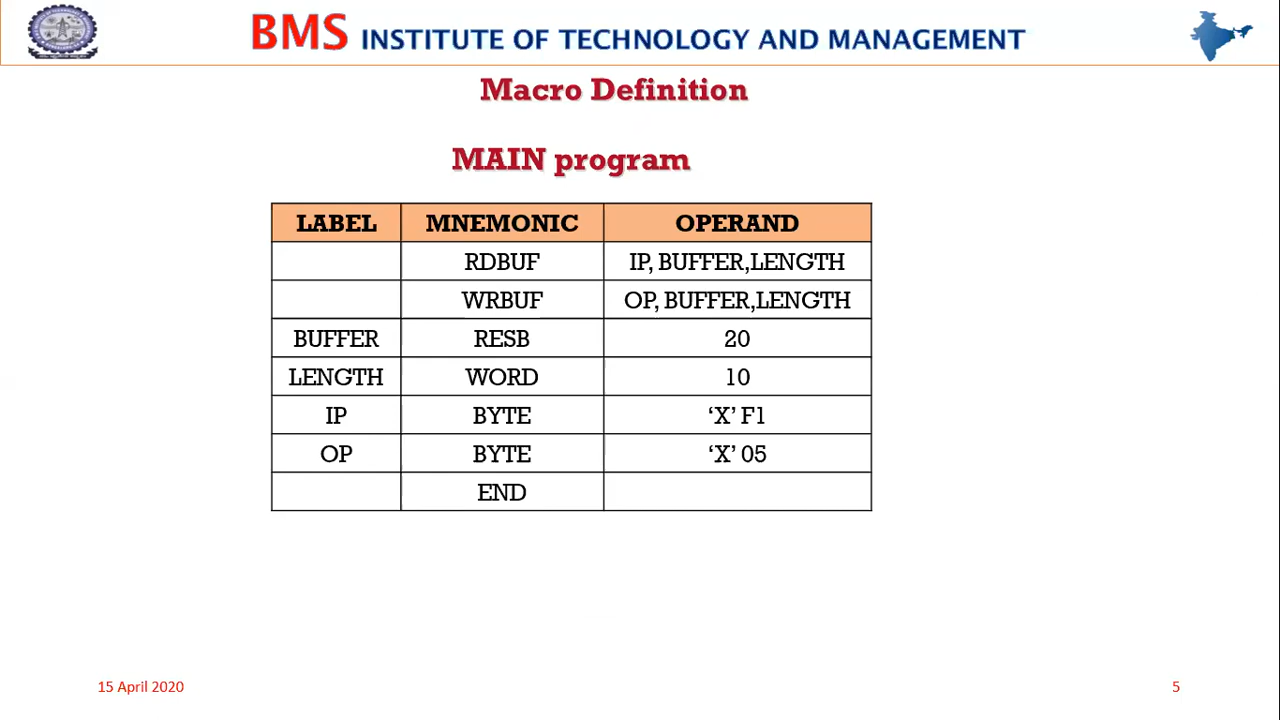 BMS INSTITUTE OF TECHNOLOGY AND MANAGEMENT
Macro Definition
MAIN program
LABEL MNEMONIC OPERAND
RDBUF IP, BUFFER,LENGTH
WRBUF OP, BUFFER,LENGTH
BUFFER RESB 20
LENGTH WORD 10
IP BYTE ‘X’ F1
OP BYTE ‘X’ 05
END
15 April 2020 5